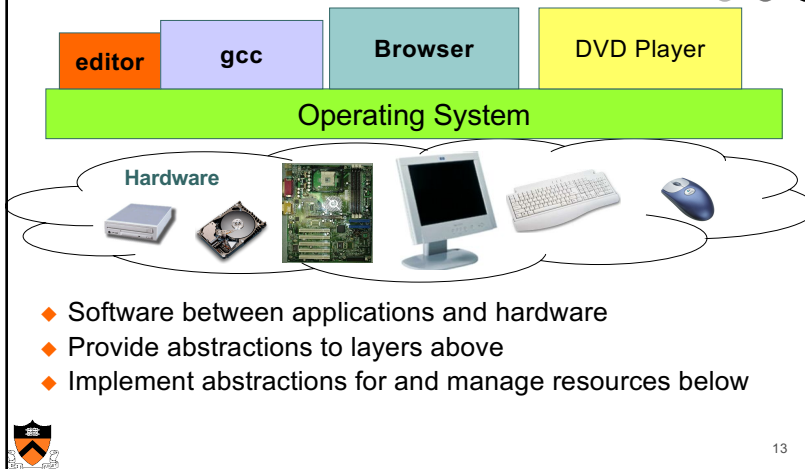 editor
gcc
Browser
DVD Player
Operating System
Hardware
Software between applications and hardware
Provide abstractions to layers above
Implement abstractions for and manage resources below
13